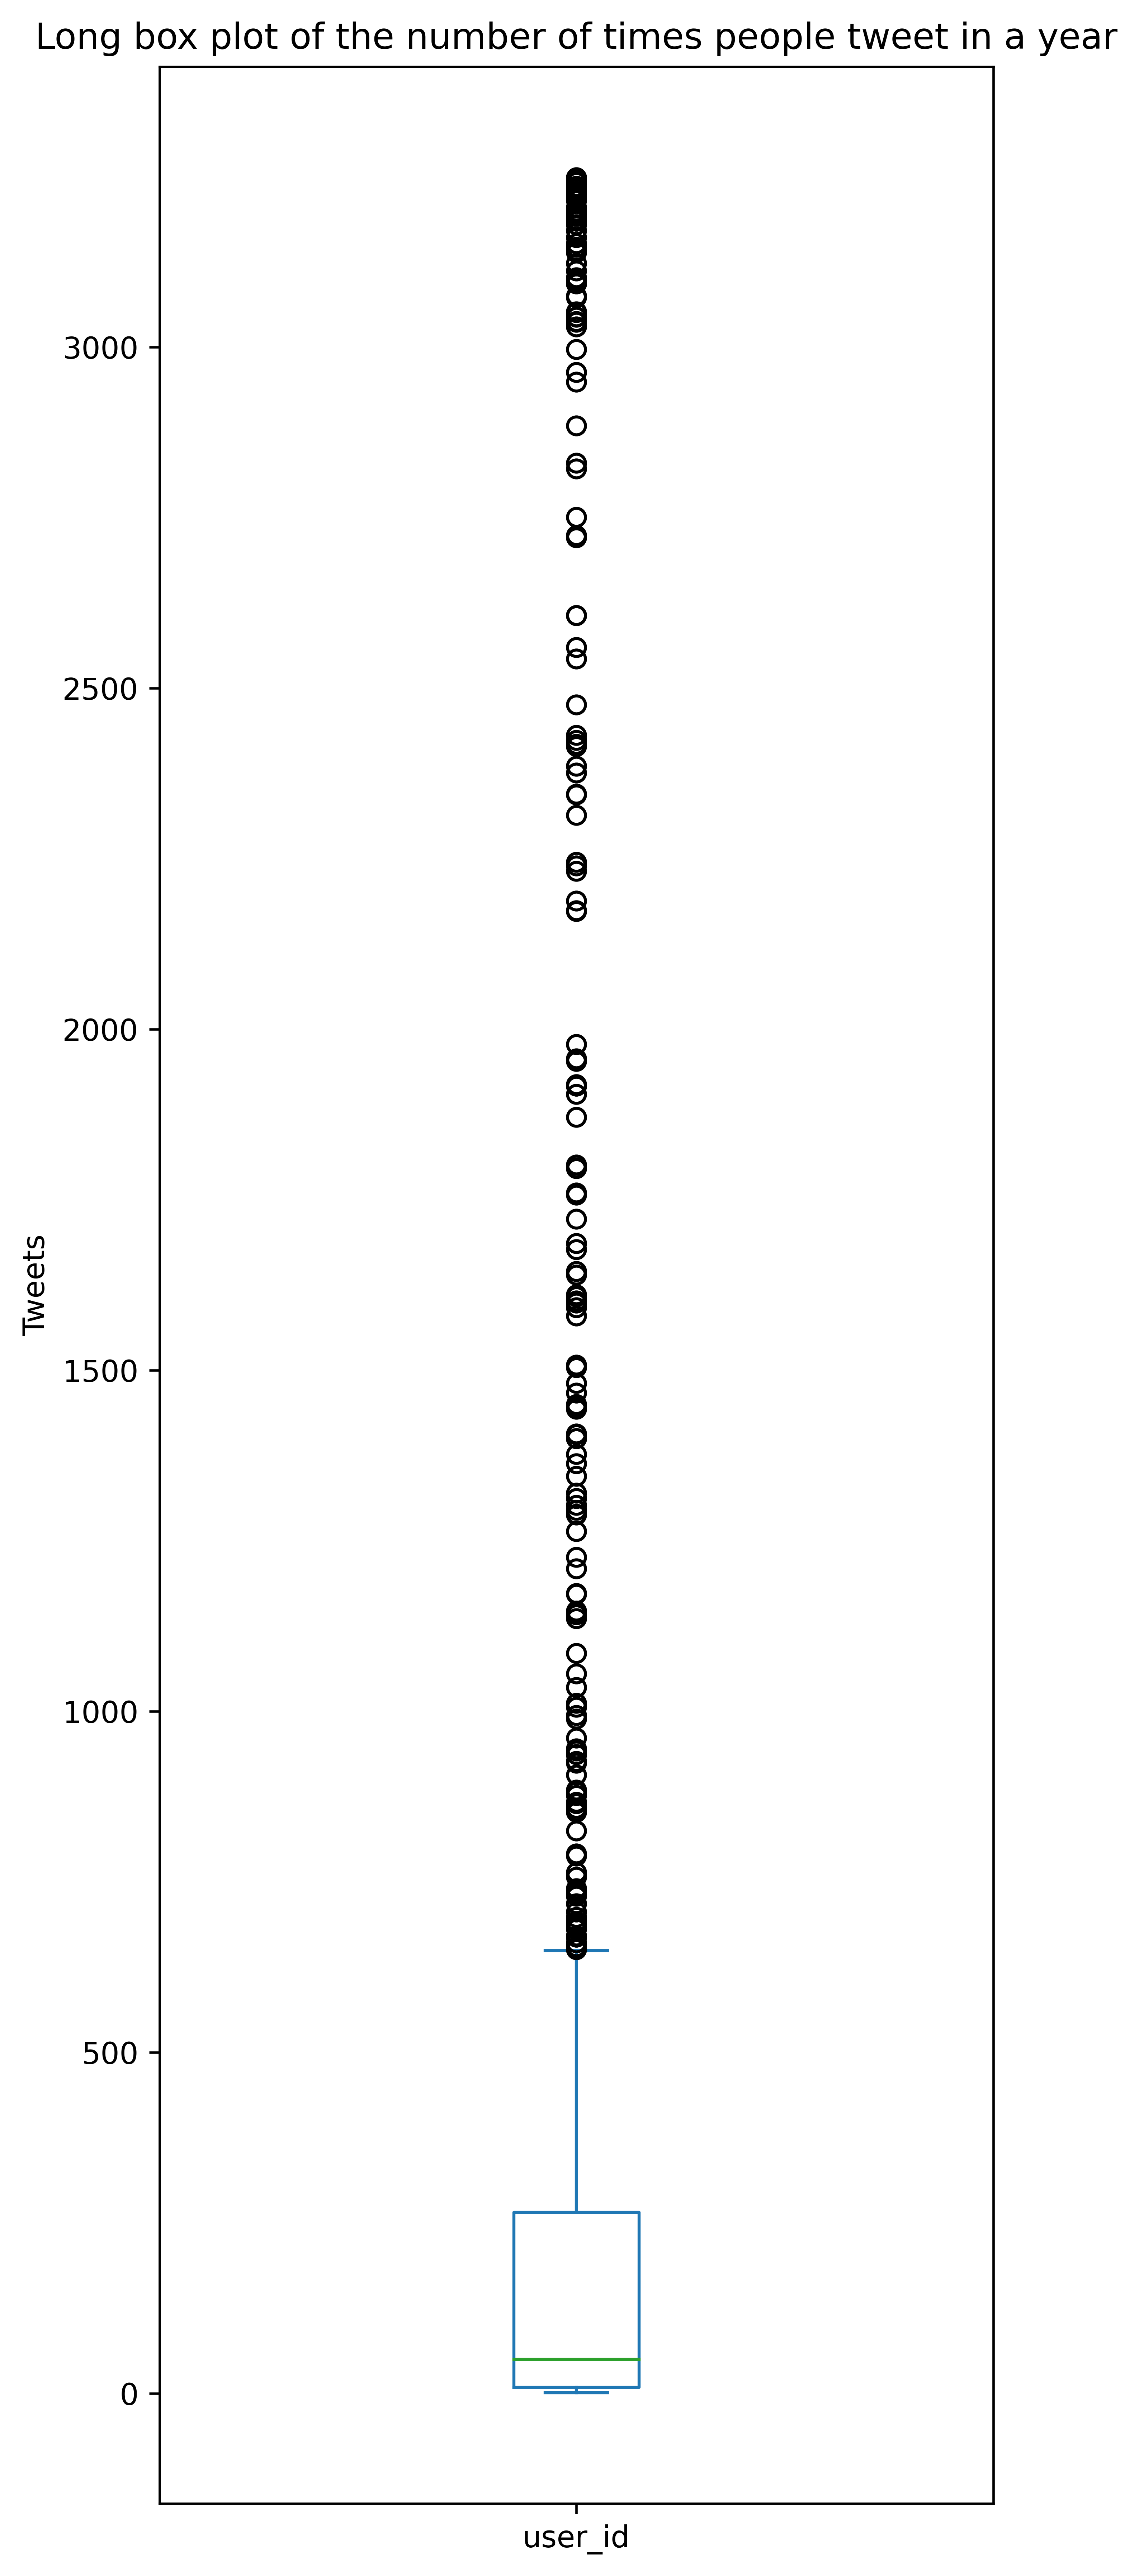 Long box plot of the number of times people tweet in a year
3000
2500
2000
1500
1000
500
0
Tweets
user_id